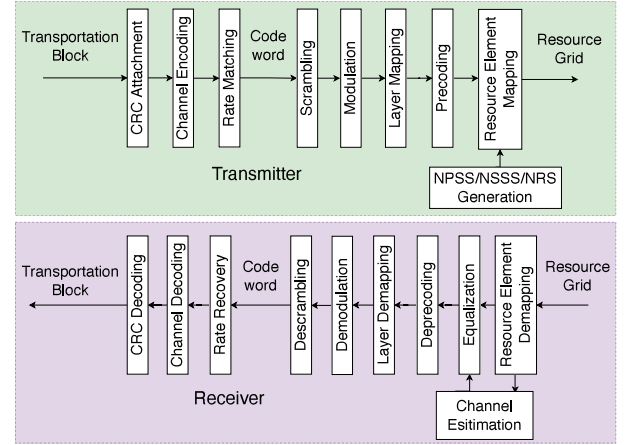 Transportation
Block
CRC Attachment
Channel Encoding
Rate Matching
Code
word
Scrambling
Modulation
Layer Mapping
Precoding
Resource Element
Mapping
Resource
Grid
Transmitter
NPSS/NSSS/NRS
Generation
Transportation
Block
CRC Decoding
Channel Decoding
Rate Recovery
Code
word
Descrambling
Demodulation
Layer Demapping
Deprecoding
Equalization
Resource Element
Demapping
Resource
Grid
Receiver
Channel
Esitimation